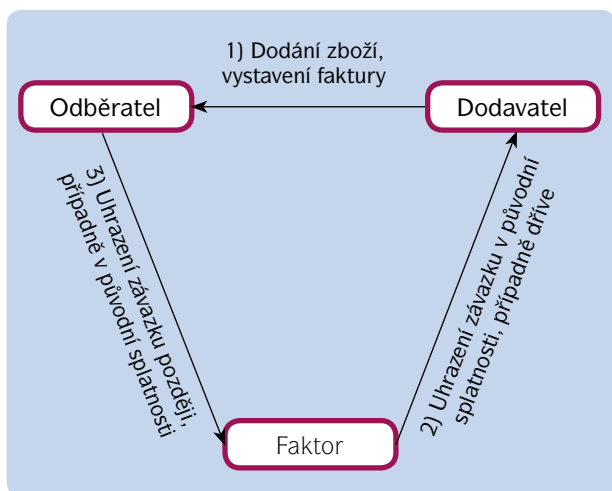 1) Dodání zboží,
vystavení faktury
Odběratel
Dodavatel
3) Uhrazení závazku později,
případně v původní splatnosti
2) Uhrazení závazku v původní
splatnosti, případně dříve
Faktor